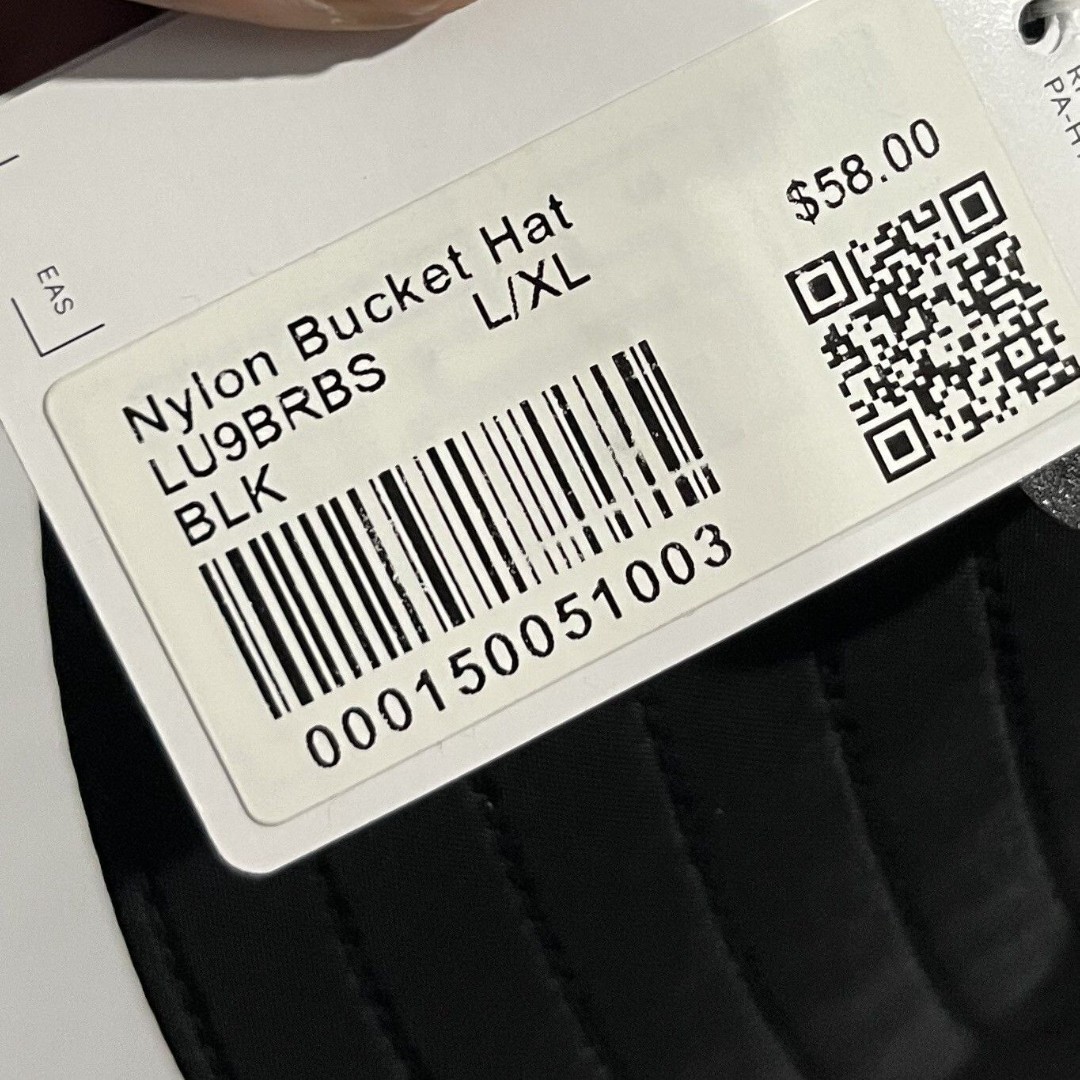 EAS
$58.00
Nylon Bucket Hat
LU9BRBS L/XL
BLK
000150051003